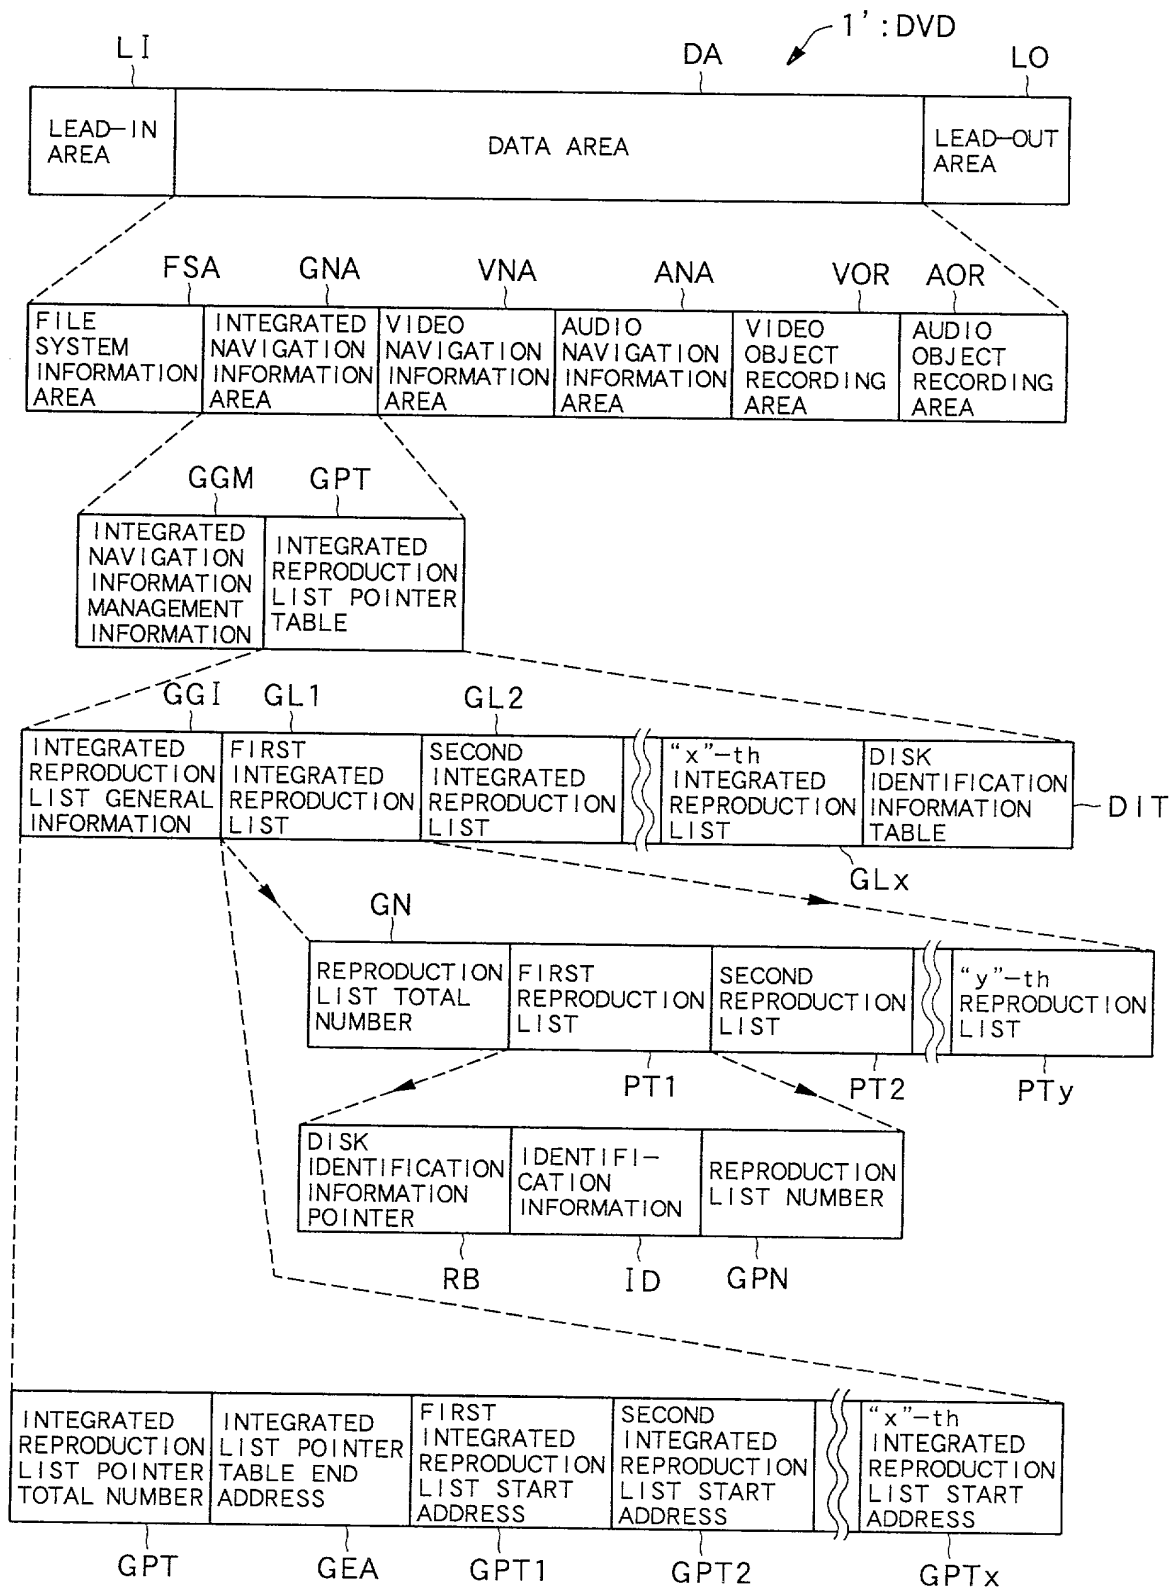 1' : DVD
LI
DA
LO
LEAD-IN
AREA
DATA AREA
LEAD-OUT
AREA
FSA
GNA
VNA
ANA
VOR
AOR
FILE
SYSTEM
INFORMATION
AREA
INTEGRATED
NAVIGATION
INFORMATION
AREA
VIDEO
NAVIGATION
INFORMATION
AREA
AUDIO
NAVIGATION
INFORMATION
AREA
VIDEO
OBJECT
RECORDING
AREA
AUDIO
OBJECT
RECORDING
AREA
GGM
GPT
INTEGRATED
NAVIGATION
INFORMATION
MANAGEMENT
INFORMATION
INTEGRATED
REPRODUCTION
LIST POINTER
TABLE
GGI
GL1
GL2
INTEGRATED
REPRODUCTION
LIST GENERAL
INFORMATION
FIRST
INTEGRATED
REPRODUCTION
LIST
SECOND
INTEGRATED
REPRODUCTION
LIST
“x”-th
INTEGRATED
REPRODUCTION
LIST
DISK
IDENTIFICATION
INFORMATION
TABLE
DIT
GLx
GN
REPRODUCTION
LIST TOTAL
NUMBER
FIRST
REPRODUCTION
LIST
SECOND
REPRODUCTION
LIST
“y”-th
REPRODUCTION
LIST
PT1
PT2
PTy
DISK
IDENTIFICATION
INFORMATION
POINTER
IDENTIFI-
CATION
INFORMATION
REPRODUCTION
LIST NUMBER
RB
ID
GPN
INTEGRATED
REPRODUCTION
LIST POINTER
TOTAL NUMBER
INTEGRATED
LIST POINTER
TABLE END
ADDRESS
FIRST
INTEGRATED
REPRODUCTION
LIST START
ADDRESS
SECOND
INTEGRATED
REPRODUCTION
LIST START
ADDRESS
“x”-th
INTEGRATED
REPRODUCTION
LIST START
ADDRESS
GPT
GEA
GPT1
GPT2
GPTx